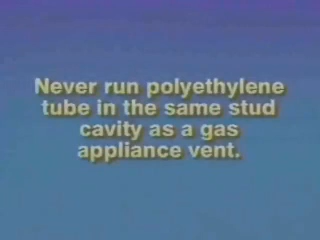 Never run polyethylene
tube in the same stud
cavity as a gas
appliance vent.